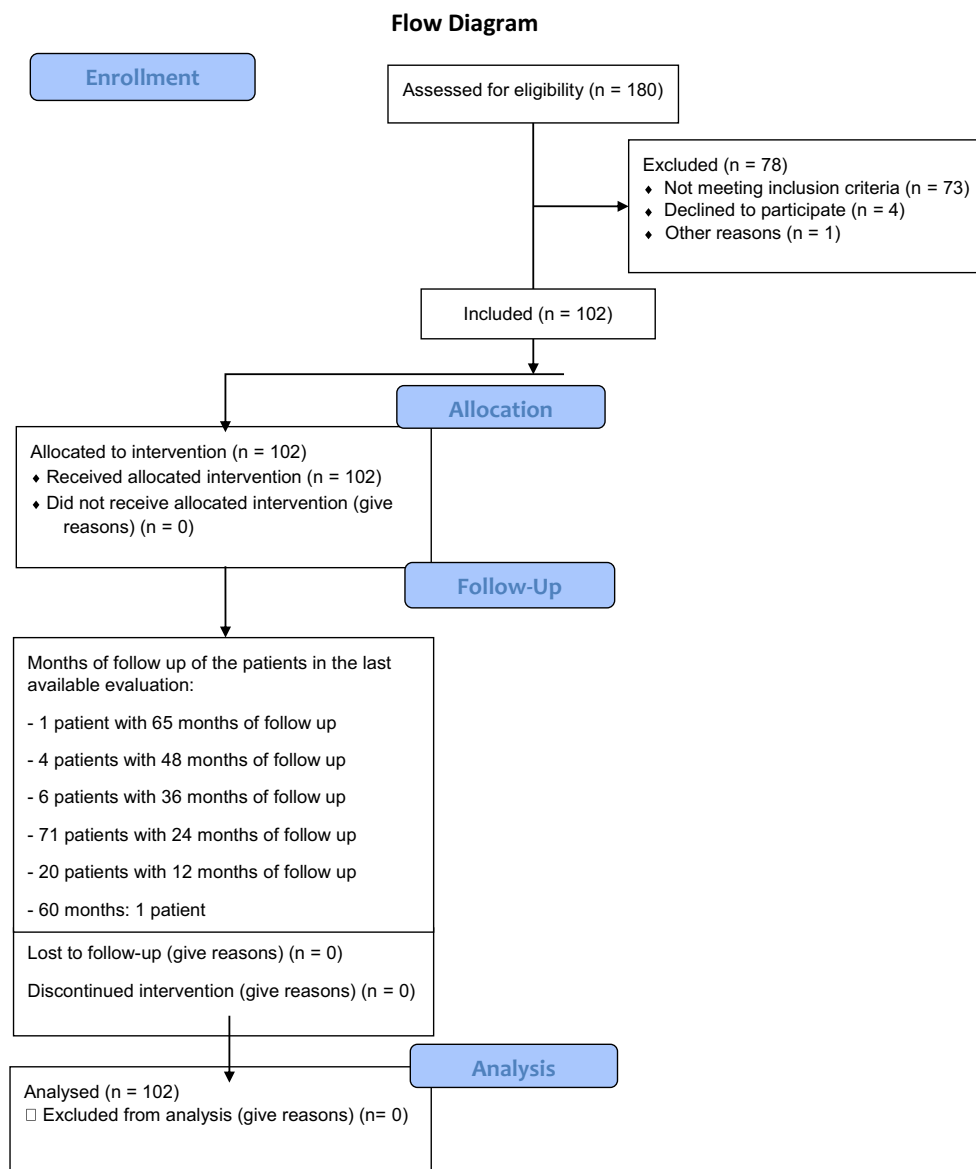 Flow Diagram
Enrollment
Assessed for eligibility (n = 180)
Excluded (n = 78)
♦ Not meeting inclusion criteria (n = 73)
♦ Declined to participate (n = 4)
♦ Other reasons (n = 1)
Included (n = 102)
Allocation
Allocated to intervention (n = 102)
♦ Received allocated intervention (n = 102)
♦ Did not receive allocated intervention (give
reasons) (n = 0)
Follow-Up
Months of follow up of the patients in the last
available evaluation:
- 1 patient with 65 months of follow up
- 4 patients with 48 months of follow up
- 6 patients with 36 months of follow up
- 71 patients with 24 months of follow up
- 20 patients with 12 months of follow up
- 60 months: 1 patient
Lost to follow-up (give reasons) (n = 0)
Discontinued intervention (give reasons) (n = 0)
Analysis
Analysed (n = 102)
□ Excluded from analysis (give reasons) (n= 0)